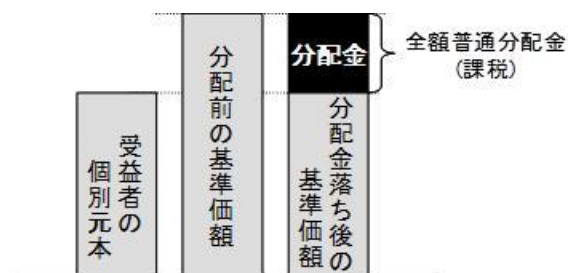 受益者の
個別元本
分配前の基準価額
分配金
分配金落ち後の
基準価額
全額普通分配金
(課税)